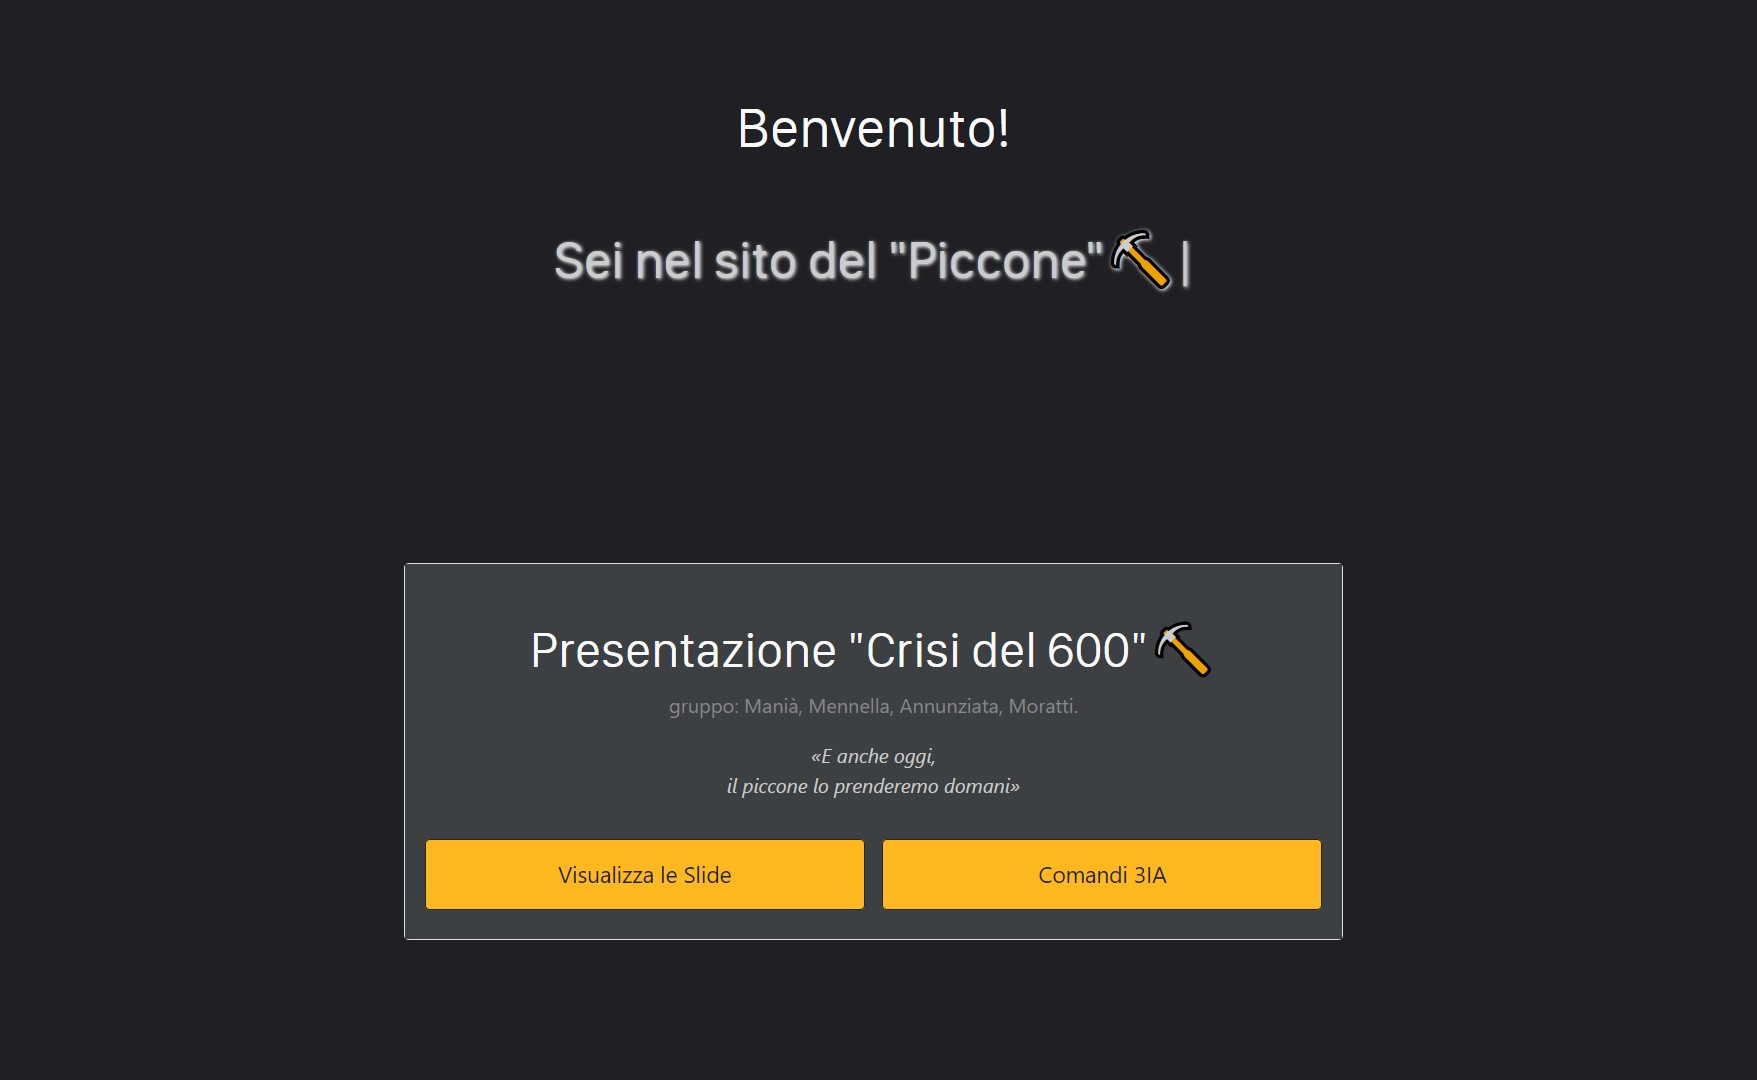 Benvenuto!
Sei nel sito del "Piccone"⛏|
Presentazione "Crisi del 600"⛏
gruppo: Manià, Mennella, Annunziata, Moratti.
«E anche oggi,
il piccone lo prenderemo domani»
Visualizza le Slide
Comandi 3IA